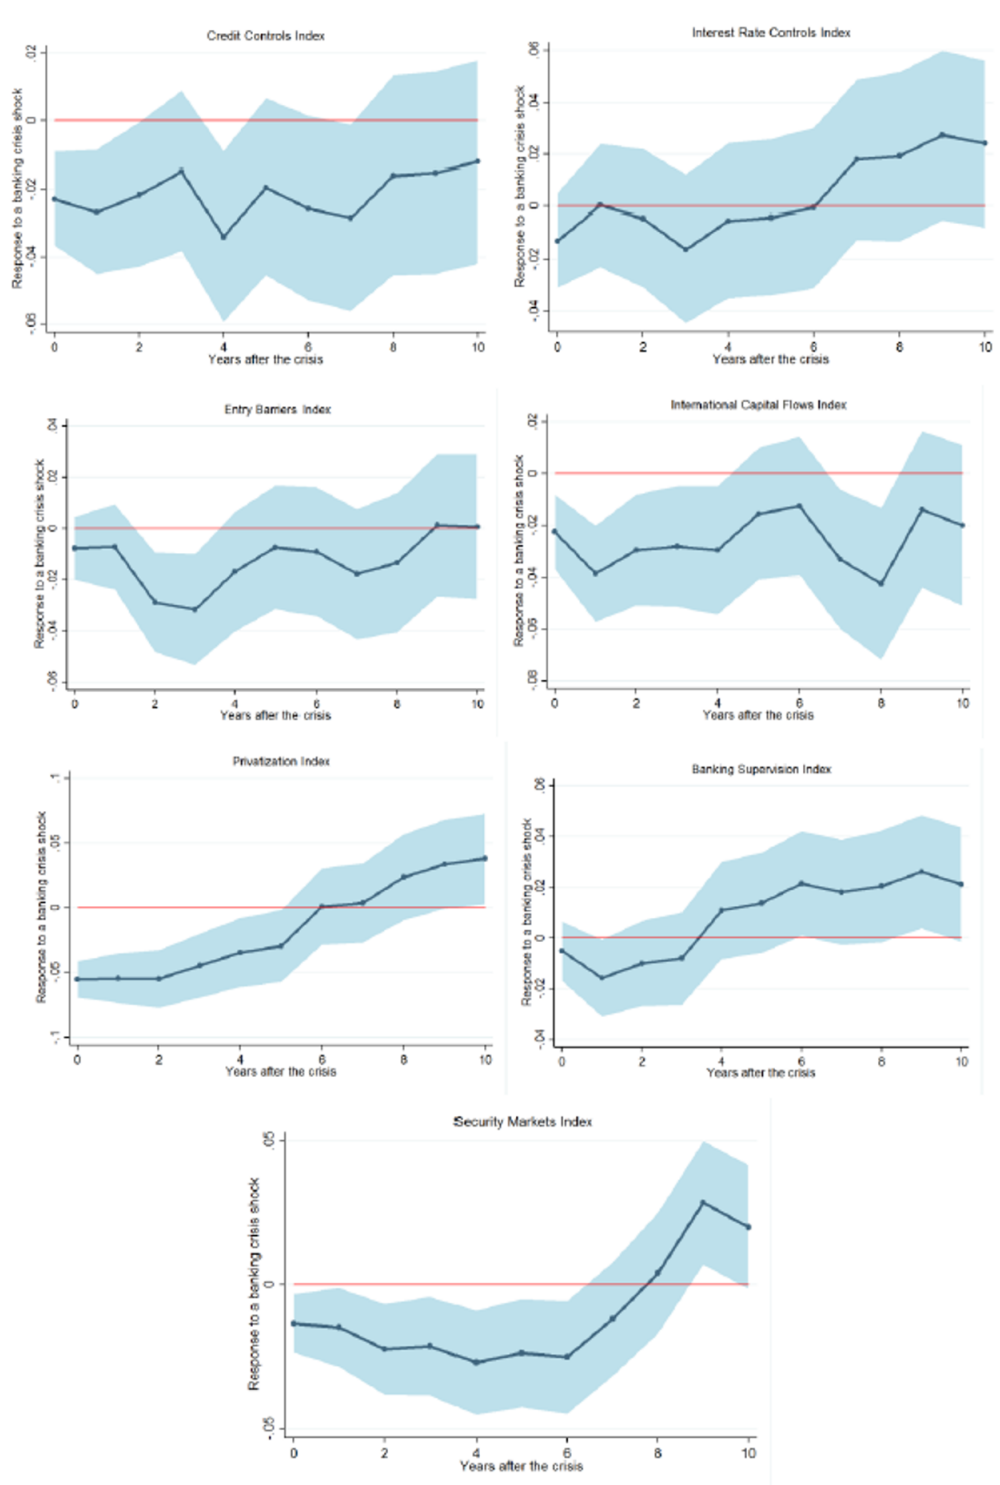 Credit Controls Index
Response to a banking crisis shock
.02
0
-.02
-.04
-.06
0 2 4 6 8 10
Years after the crisis
Interest Rate Controls Index
Response to a banking crisis shock
.06
.04
.02
0
-.02
-.04
0 2 4 6 8 10
Years after the crisis
Entry Barriers Index
Response to a banking crisis shock
.04
.02
0
-.02
-.04
-.06
0 2 4 6 8 10
Years after the crisis
International Capital Flows Index
Response to a banking crisis shock
.02
0
-.02
-.04
-.06
-.08
0 2 4 6 8 10
Years after the crisis
Privatization Index
Response to a banking crisis shock
.1
.05
0
-.05
-.1
0 2 4 6 8 10
Years after the crisis
Banking Supervision Index
Response to a banking crisis shock
.06
.04
.02
0
-.02
-.04
0 2 4 6 8 10
Years after the crisis
Security Markets Index
Response to a banking crisis shock
.05
0
-.05
0 2 4 6 8 10
Years after the crisis